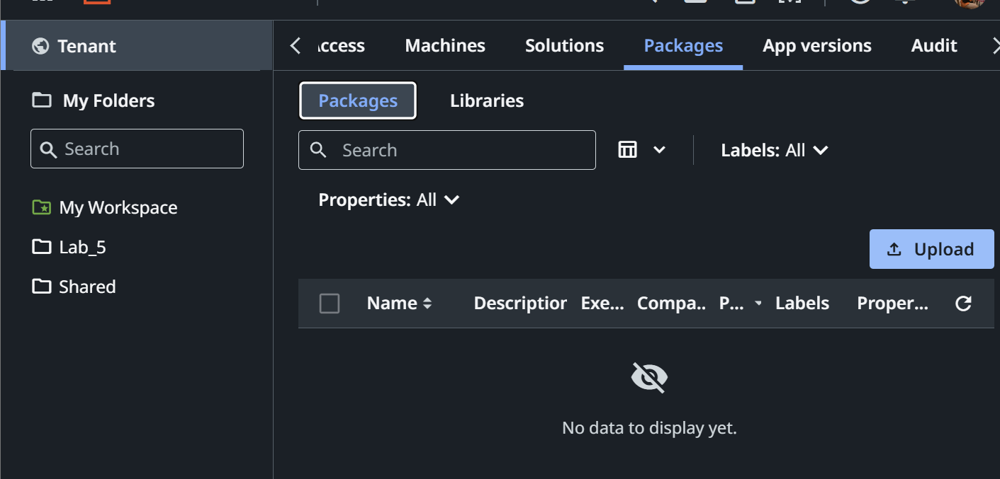 Tenant
ccess Machines Solutions Packages App versions Audit
My Folders
Packages Libraries
Search
Search
Labels: All
My Workspace
Properties: All
Lab_5
Upload
Shared
Name Description Exe... Compa.. P... Labels Proper...
No data to display yet.